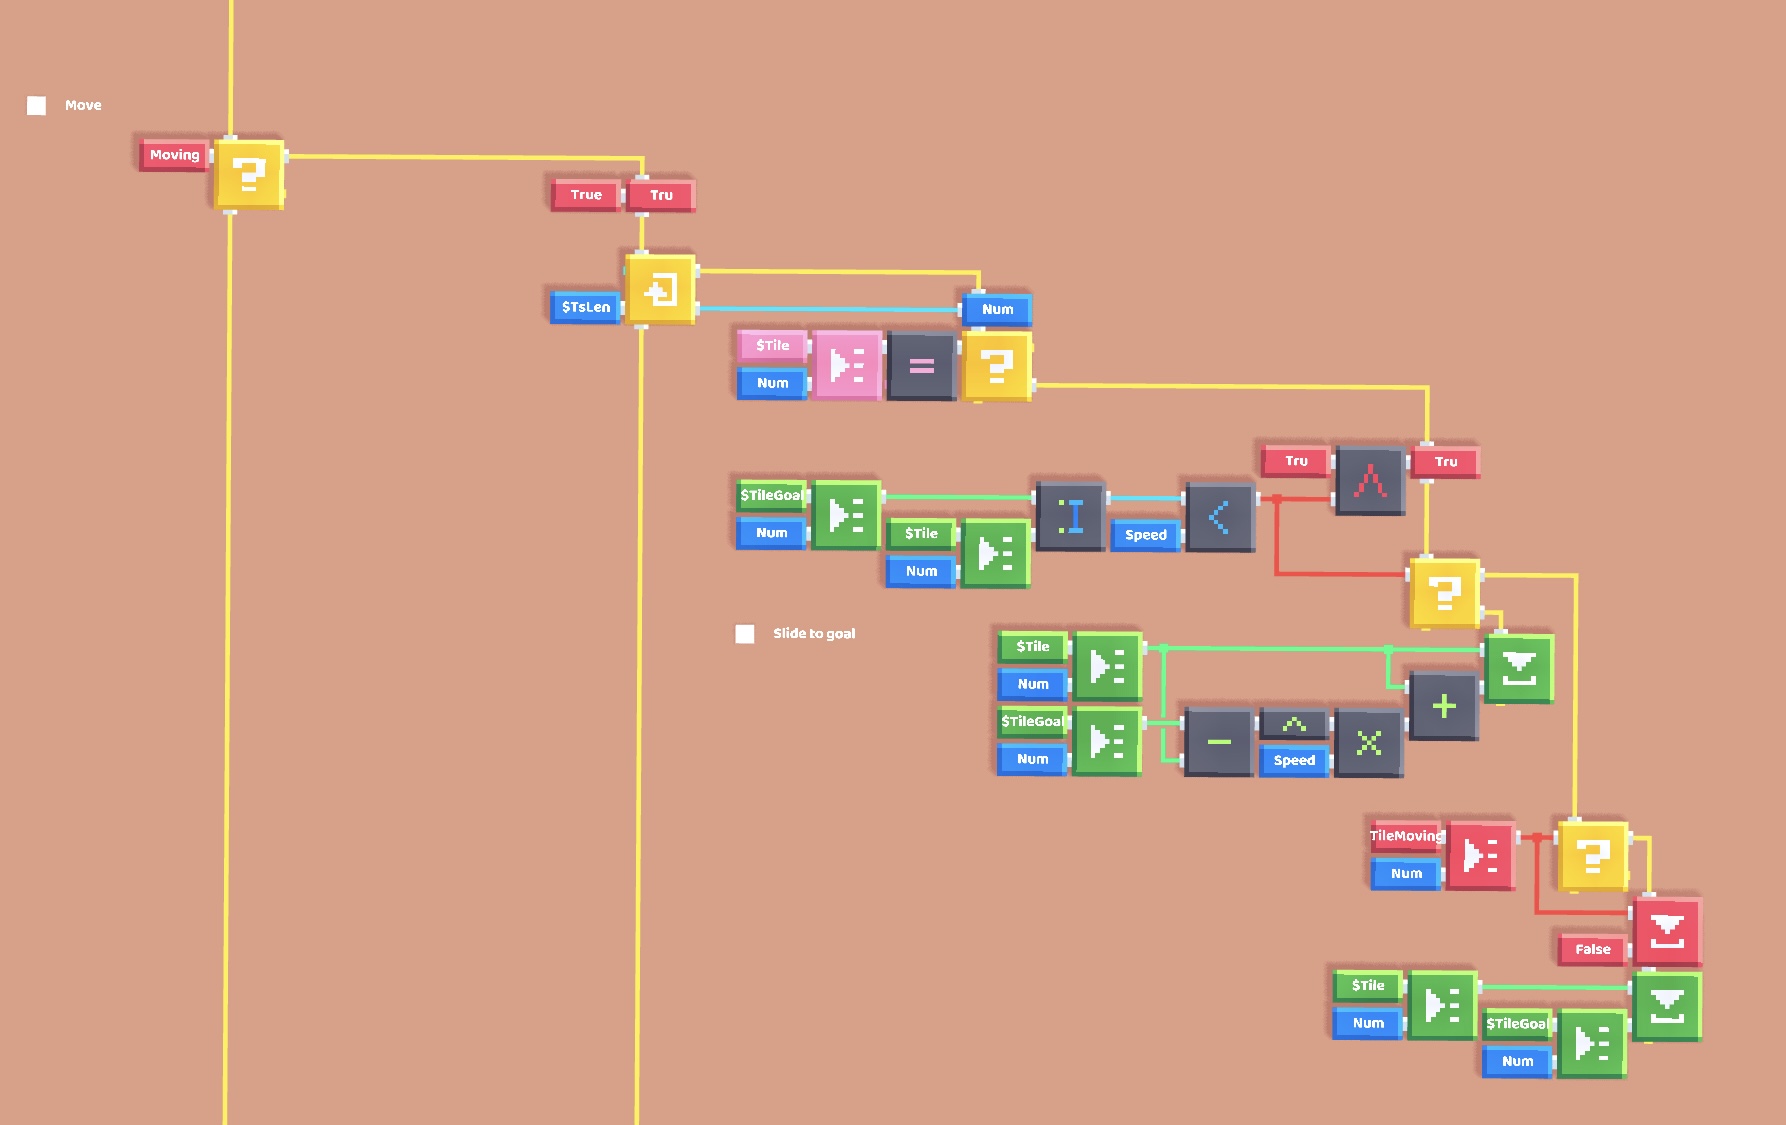 Move
Moving
True
Tru
$TsLen
Num
$Tile
Num
Tru
Tru
$TileGoal
Num
$Tile
Num
Speed
Slide to goal
$Tile
Num
$TileGoal
Num
Speed
TileMoving
Num
False
$Tile
Num
$TileGoal
Num